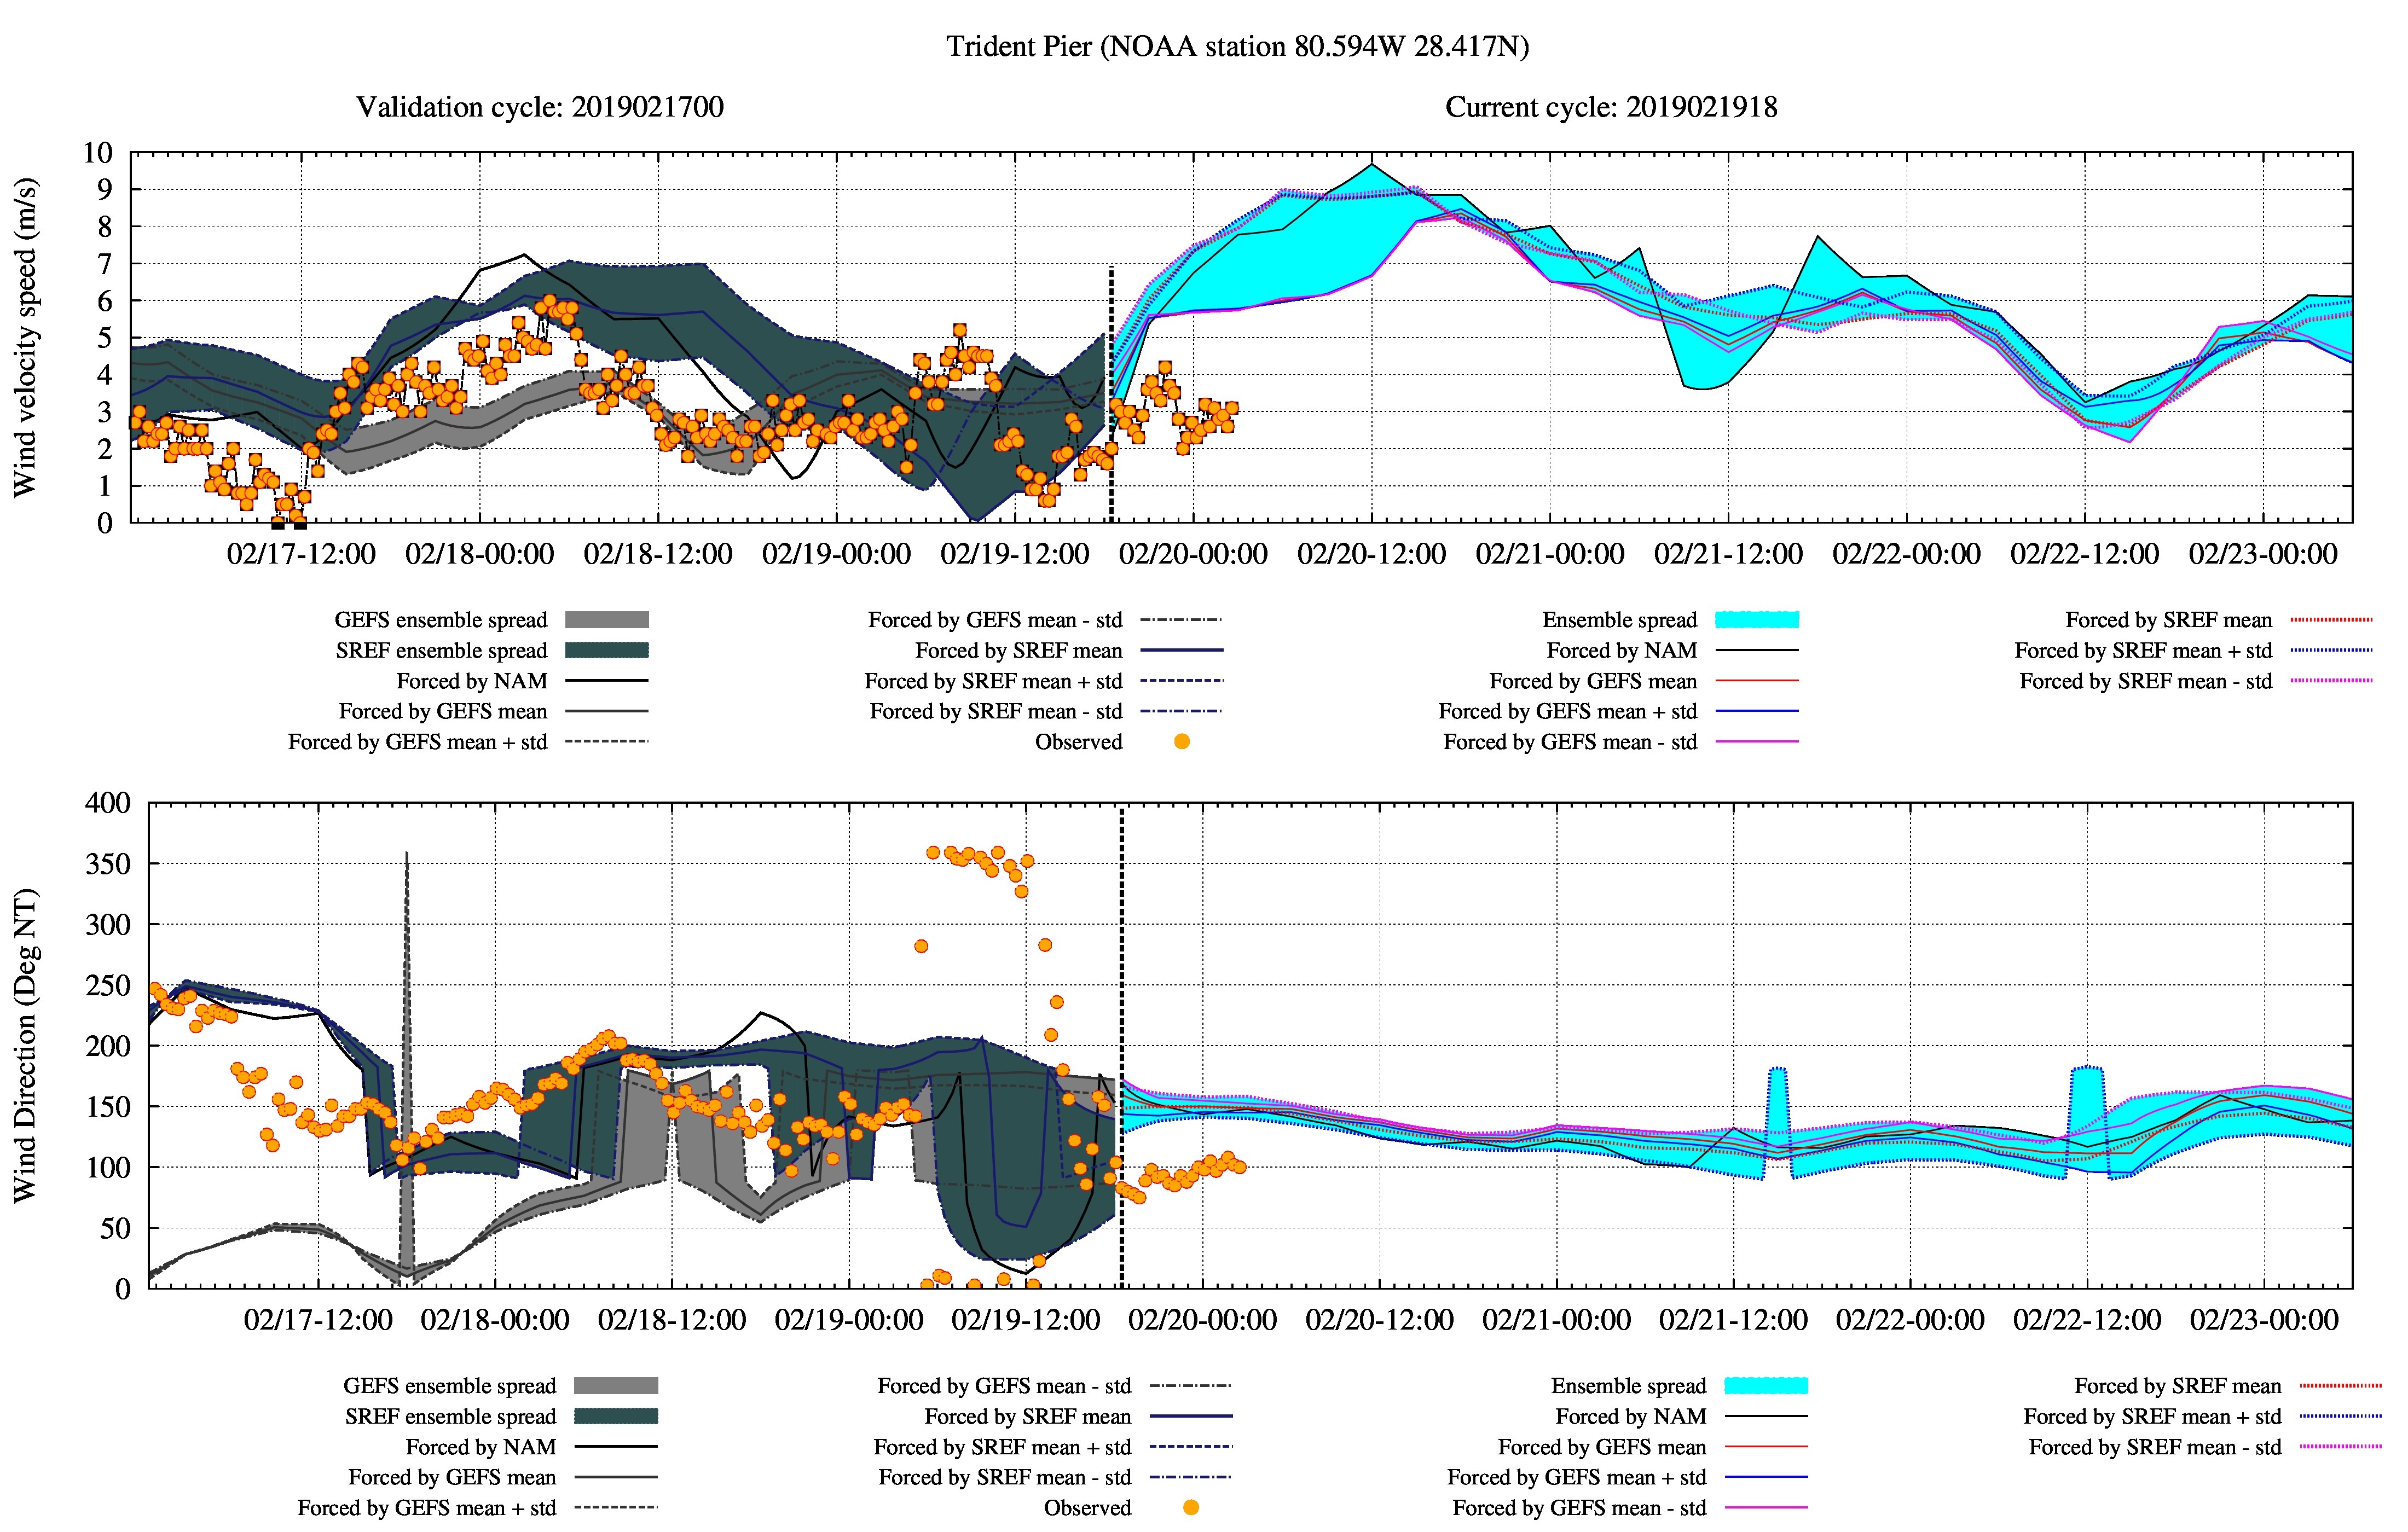 Trident Pier (NOAA station 80.594W 28.417N)
Validation cycle: 2019021700
Current cycle: 2019021918
Wind velocity speed (m/s)
10
9
8
7
6
5
4
3
2
1
0
02/17-12:00 02/18-00:00 02/18-12:00 02/19-00:00 02/19-12:00 02/20-00:00 02/20-12:00 02/21-00:00 02/21-12:00 02/22-00:00 02/22-12:00 02/23-00:00
GEFS ensemble spread
SREF ensemble spread
Forced by NAM
Forced by GEFS mean
Forced by GEFS mean + std
Forced by GEFS mean - std
Forced by SREF mean
Forced by SREF mean + std
Forced by SREF mean - std
Observed
Ensemble spread
Forced by NAM
Forced by GEFS mean
Forced by GEFS mean + std
Forced by GEFS mean - std
Forced by SREF mean
Forced by SREF mean + std
Forced by SREF mean - std
Wind Direction (Deg NT)
400
350
300
250
200
150
100
50
0
02/17-12:00 02/18-00:00 02/18-12:00 02/19-00:00 02/19-12:00 02/20-00:00 02/20-12:00 02/21-00:00 02/21-12:00 02/22-00:00 02/22-12:00 02/23-00:00
GEFS ensemble spread
SREF ensemble spread
Forced by NAM
Forced by GEFS mean
Forced by GEFS mean + std
Forced by GEFS mean - std
Forced by SREF mean
Forced by SREF mean + std
Forced by SREF mean - std
Observed
Ensemble spread
Forced by NAM
Forced by GEFS mean
Forced by GEFS mean + std
Forced by GEFS mean - std
Forced by SREF mean
Forced by SREF mean + std
Forced by SREF mean - std